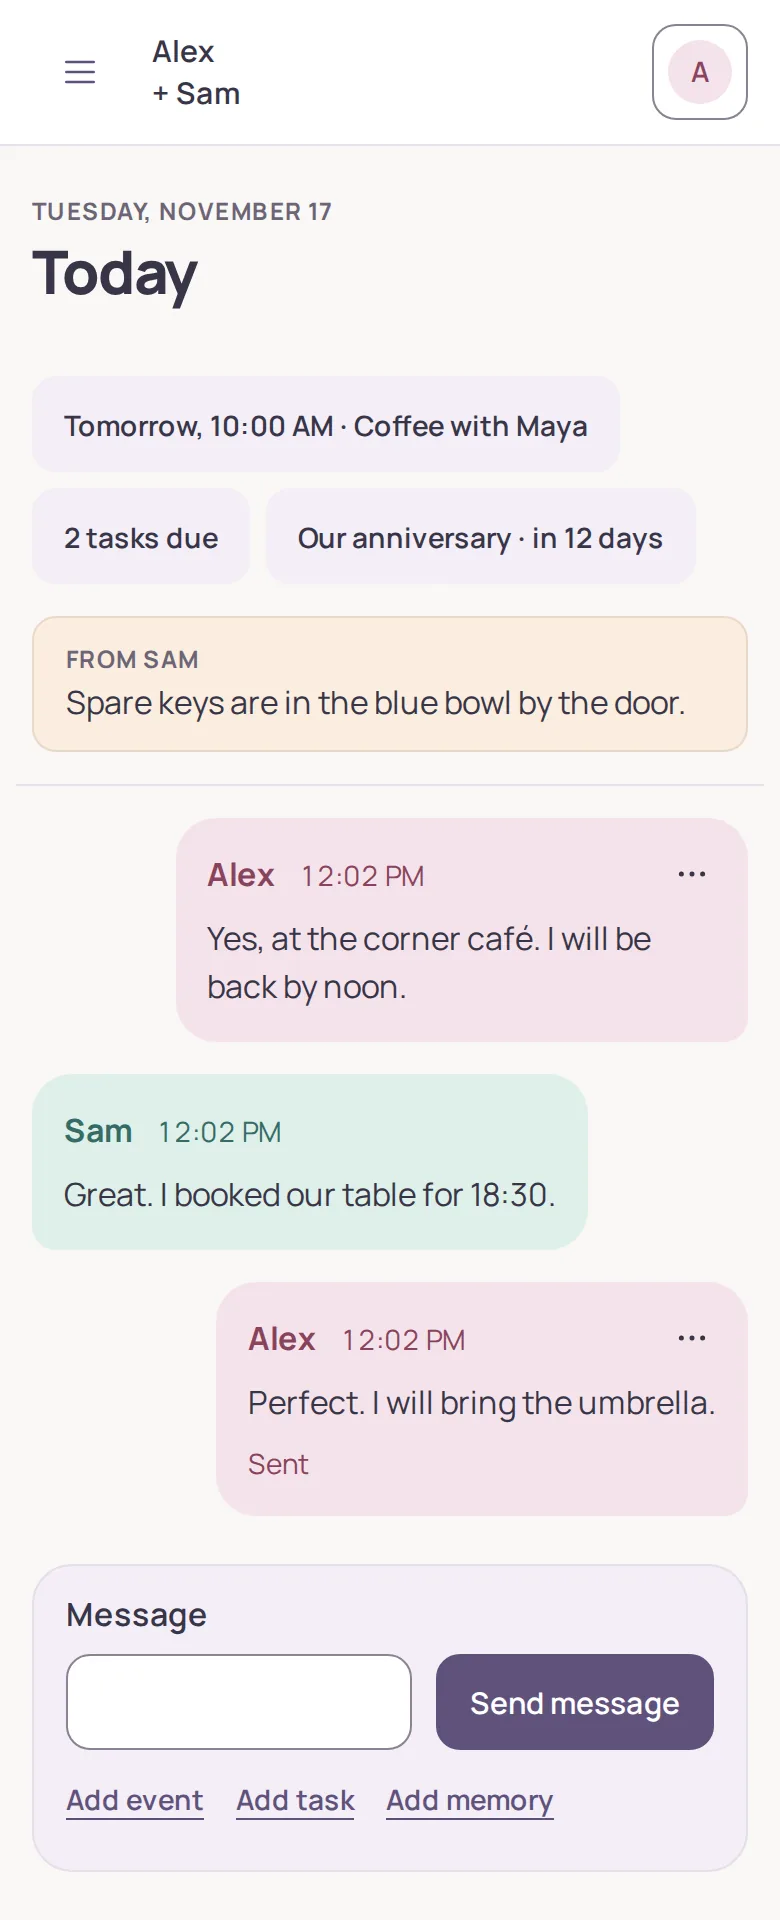 Alex
+ Sam
A
TUESDAY, NOVEMBER 17
Today
Tomorrow, 10:00 AM · Coffee with Maya
2 tasks due
Our anniversary · in 12 days
FROM SAM
Spare keys are in the blue bowl by the door.
Alex 12:02 PM
Yes, at the corner café. I will be
back by noon.
Sam 12:02 PM
Great. I booked our table for 18:30.
Alex 12:02 PM
Perfect. I will bring the umbrella.
Sent
Message
Send message
Add event Add task Add memory